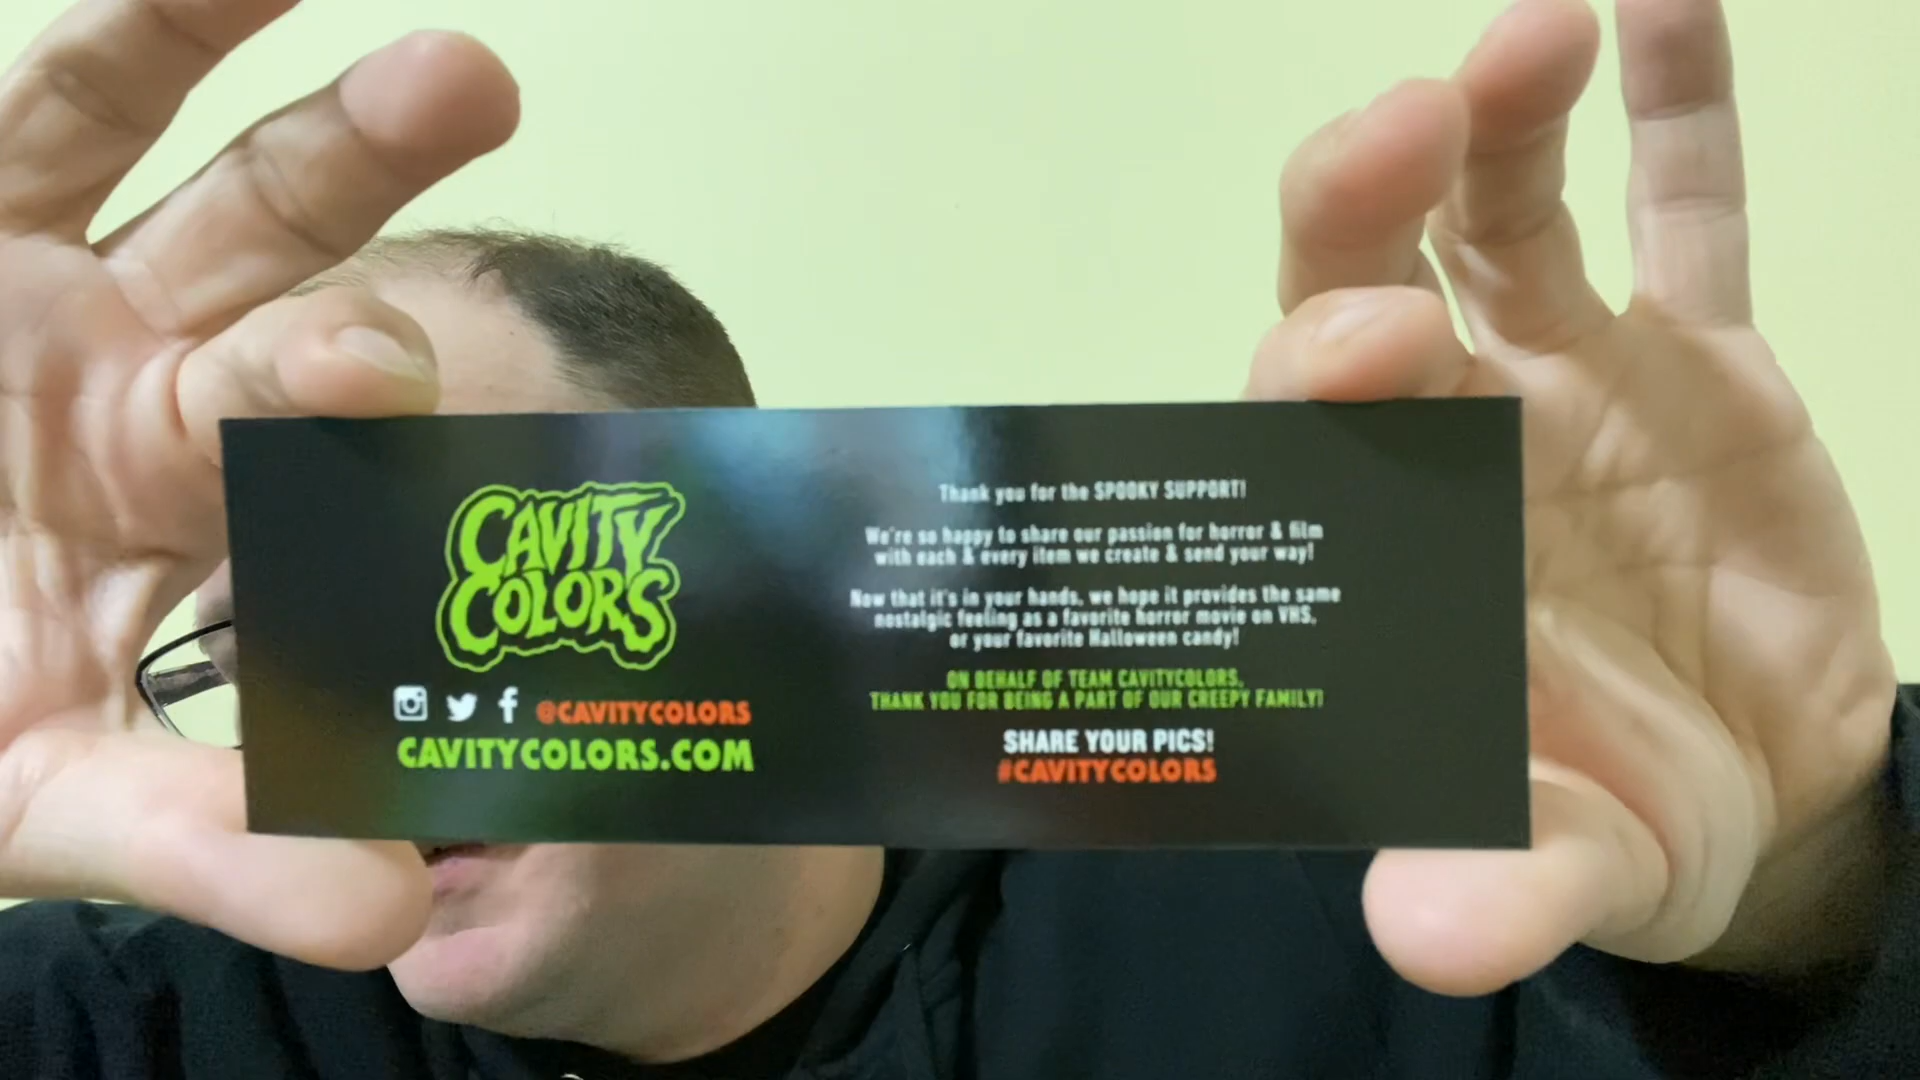 CAVITY
COLORS
@CAVITYCOLORS
CAVITYCOLORS.COM
Thank you for the SPOOKY SUPPORT!
We're so happy to share our passion for horror & film
with each & every item we create & send your way!
Now that it's in your hands, we hope it provides the same
nostalgic feeling as a favorite horror movie on VHS,
or your favorite Halloween candy!
ON BEHALF OF TEAM CAVITYCOLORS,
THANK YOU FOR BEING A PART OF OUR CREEPY FAMILY!
SHARE YOUR PICS!
#CAVITYCOLORS